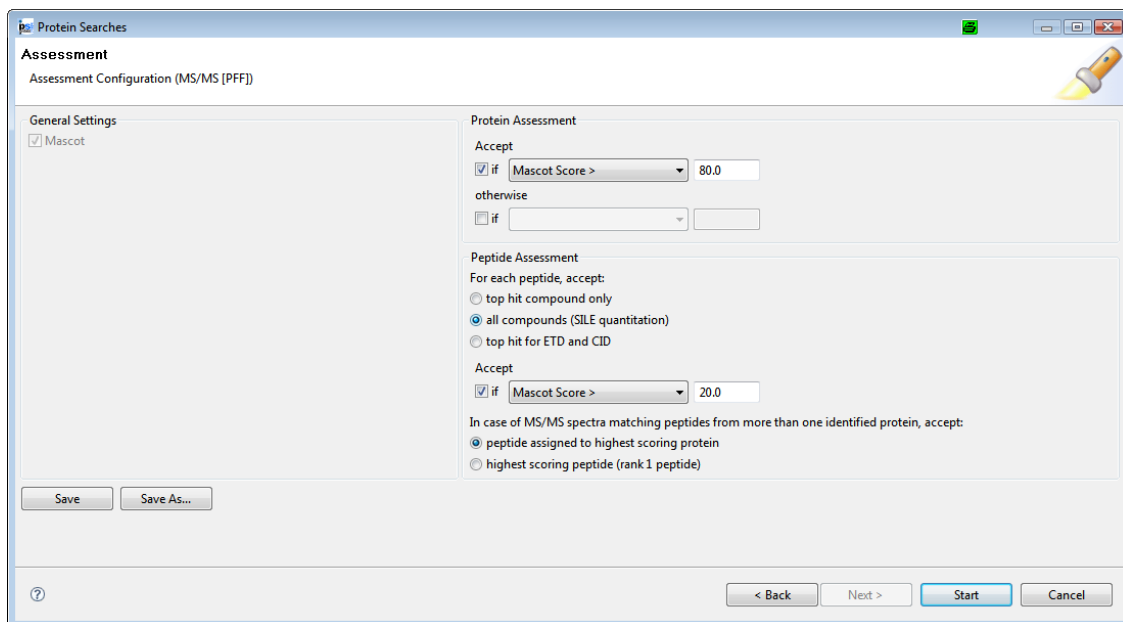 Protein Searches
Assessment
Assessment Configuration (MS/MS [PFF])
General Settings
Mascot
Protein Assessment
Accept
if Mascot Score > 80.0
otherwise
if
Peptide Assessment
For each peptide, accept:
top hit compound only
all compounds (SILE quantitation)
top hit for ETD and CID
Accept
if Mascot Score > 20.0
In case of MS/MS spectra matching peptides from more than one identified protein, accept:
peptide assigned to highest scoring protein
highest scoring peptide (rank 1 peptide)
Save Save As...
? < Back Next > Start Cancel